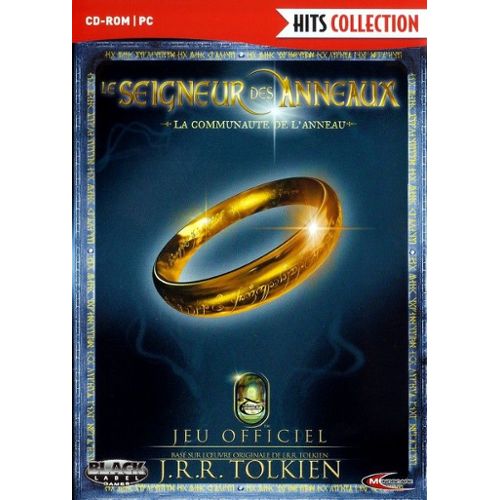 CD-ROM | PC
HITS COLLECTION
LE SEIGNEUR DES ANNEAUX
LA COMMUNAUTE DE L'ANNEAU
JEU OFFICIEL
BASÉ SUR L'ŒUVRE ORIGINALE DE J.R.R. TOLKIEN
J.R.R. TOLKIEN
BLACK
LABEL
GAMES